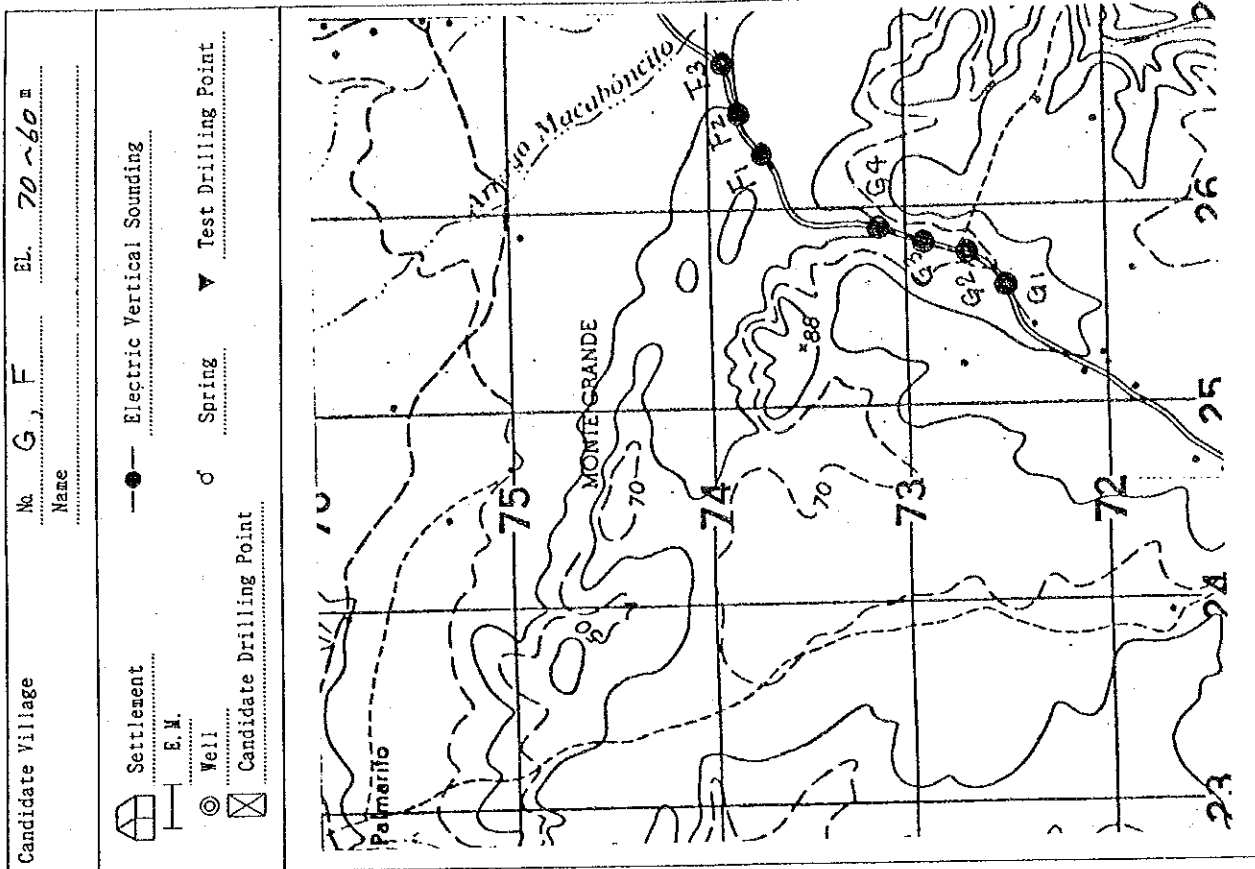 Candidate Village
No. G, F
EL. 70~60 m
Name
Settlement
Electric Vertical Sounding
E.M.
Well
Spring
Test Drilling Point
Candidate Drilling Point
Palmarito
75
MONTE GRANDE
70
74
×88
70
73
72
Arroyo Macabóncito
F3
F2
F1
G4
G3
G2
G1
23
24
25
26